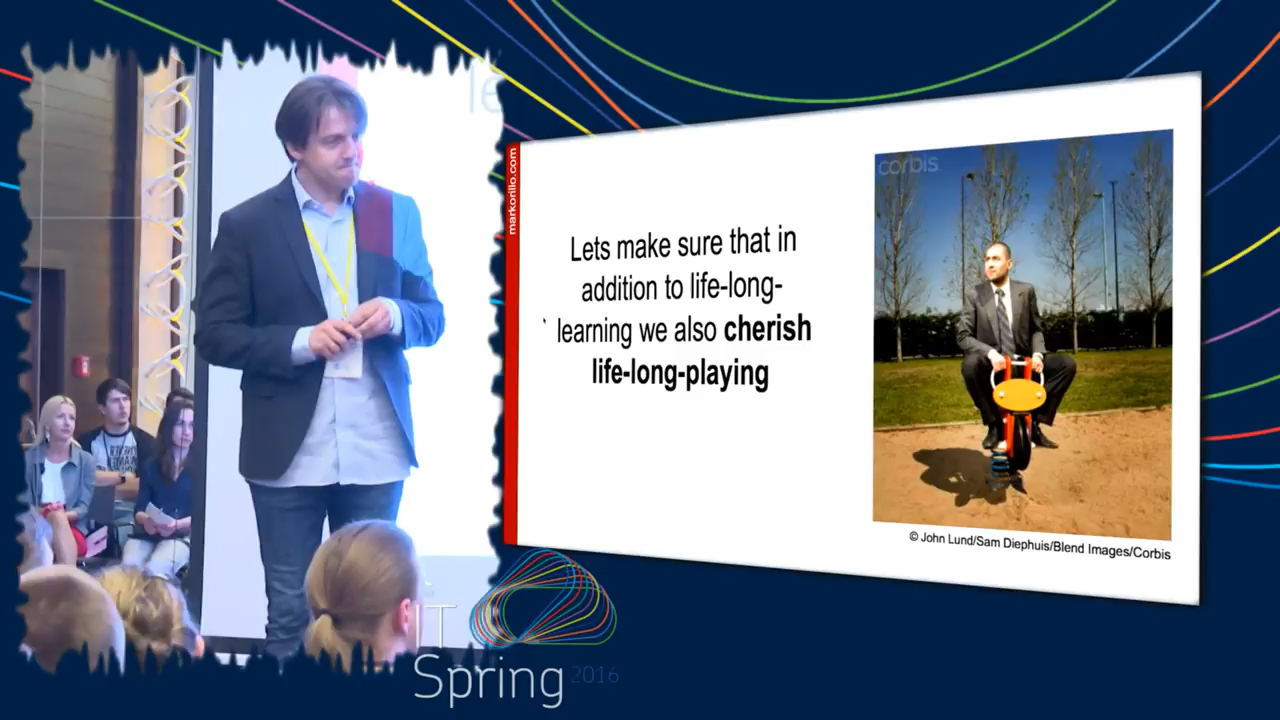 markorillo.com
Lets make sure that in
addition to life-long-
learning we also cherish
life-long-playing
corbis
© John Lund/Sam Diephuis/Blend Images/Corbis
le
IT
Spring 2016